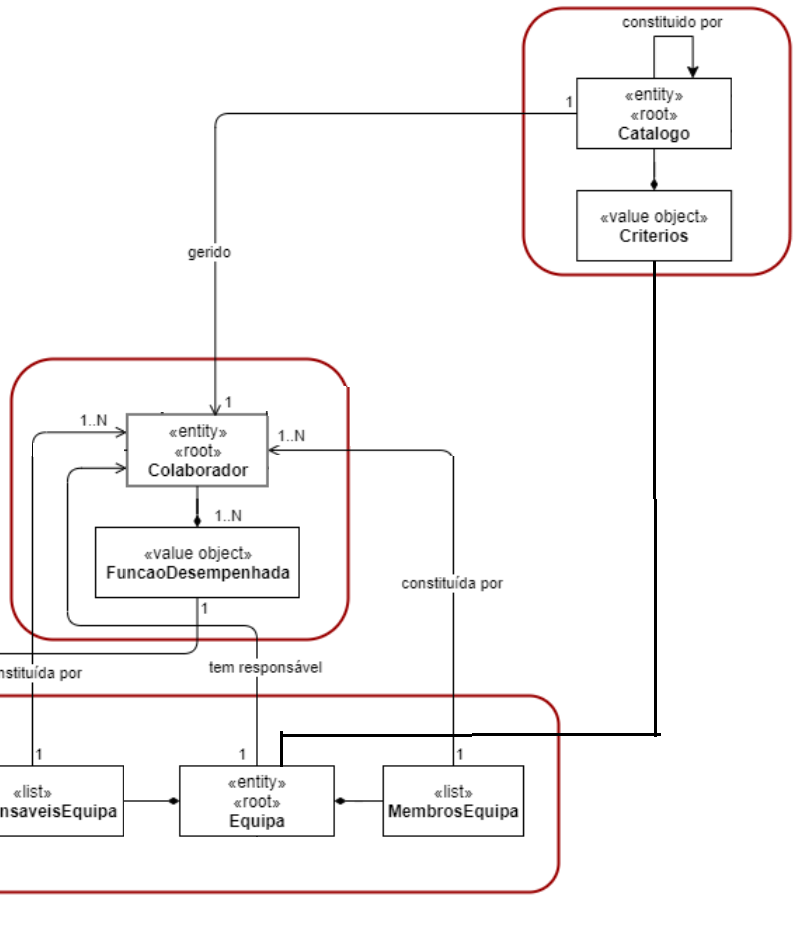 constituido por
1
«entity»
«root»
Catalogo
«value object»
Criterios
gerido
1
1..N
«entity»
«root»
Colaborador
1..N
1..N
«value object»
FuncaoDesempenhada
constituída por
1
nstituída por
tem responsável
1
1
1
«list»
nsaveisEquipa
«entity»
«root»
Equipa
«list»
MembrosEquipa